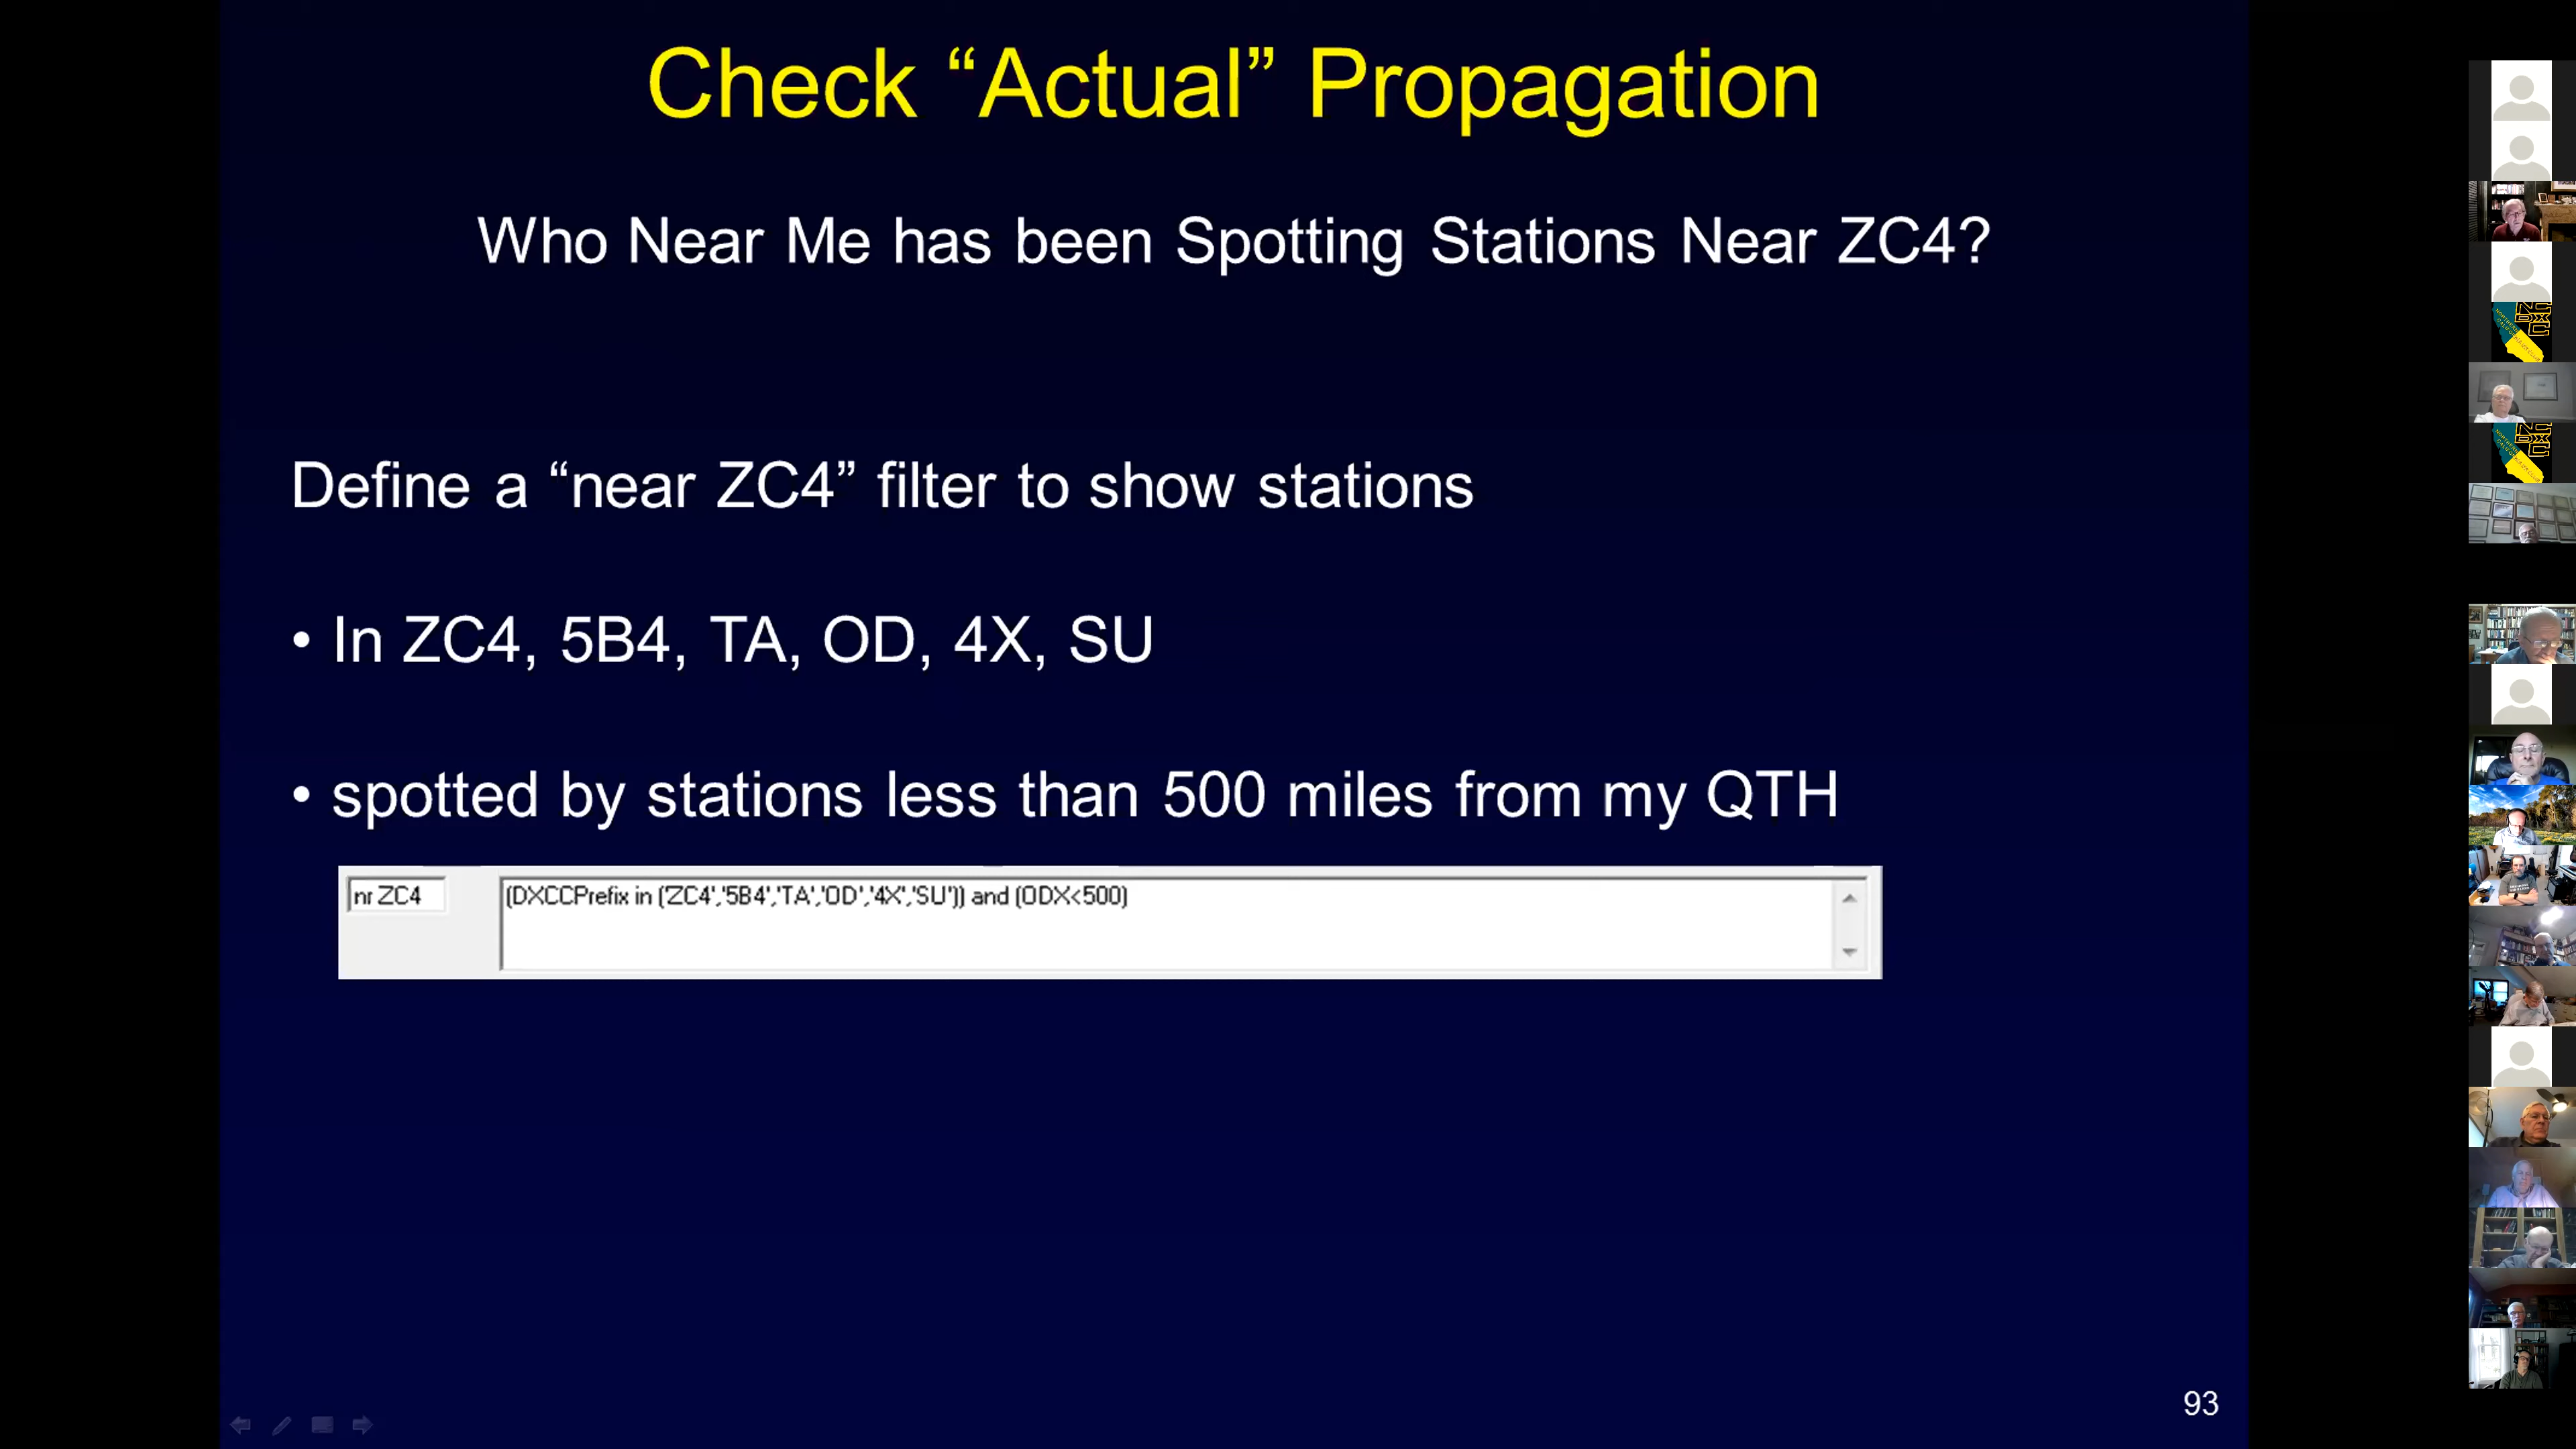 Check “Actual” Propagation
Who Near Me has been Spotting Stations Near ZC4?
Define a “near ZC4” filter to show stations
• In ZC4, 5B4, TA, OD, 4X, SU
• spotted by stations less than 500 miles from my QTH
nr ZC4
(DXCCPrefix in ('ZC4','5B4','TA','OD','4X','SU')) and (ODX<500)
93